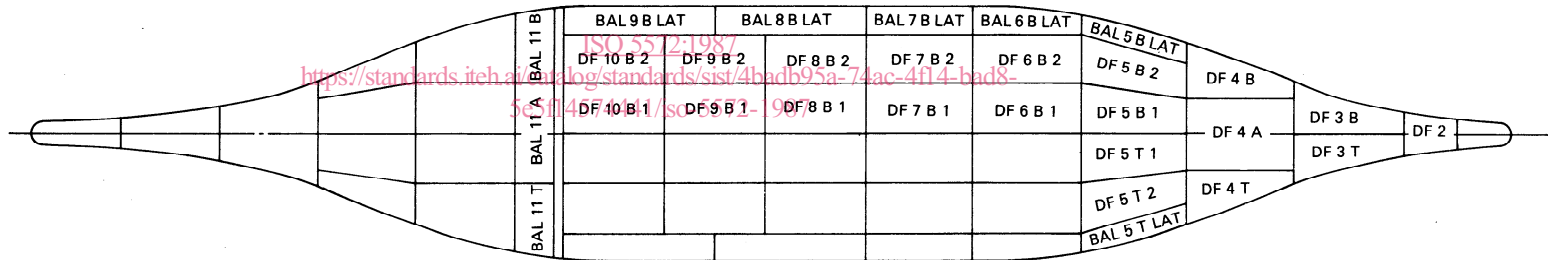 BAL 9 B LAT BAL 8 B LAT BAL 7 B LAT BAL 6 B LAT
BAL 5 B LAT
BAL 11 B
BAL 11 A
BAL 11 T
DF 10 B 2 DF 9 B 2 DF 8 B 2 DF 7 B 2 DF 6 B 2 DF 5 B 2
DF 4 B
DF 10 B 1 DF 9 B 1 DF 8 B 1 DF 7 B 1 DF 6 B 1 DF 5 B 1
DF 4 A
DF 3 B
DF 2
DF 5 T 1
DF 3 T
DF 5 T 2
DF 4 T
BAL 5 T LAT
ISO 5572:1987
https://standards.iteh.ai/catalog/standards/sist/4badb95a-74ac-4f14-bad8-
5e5f14574441/iso-5572-1987